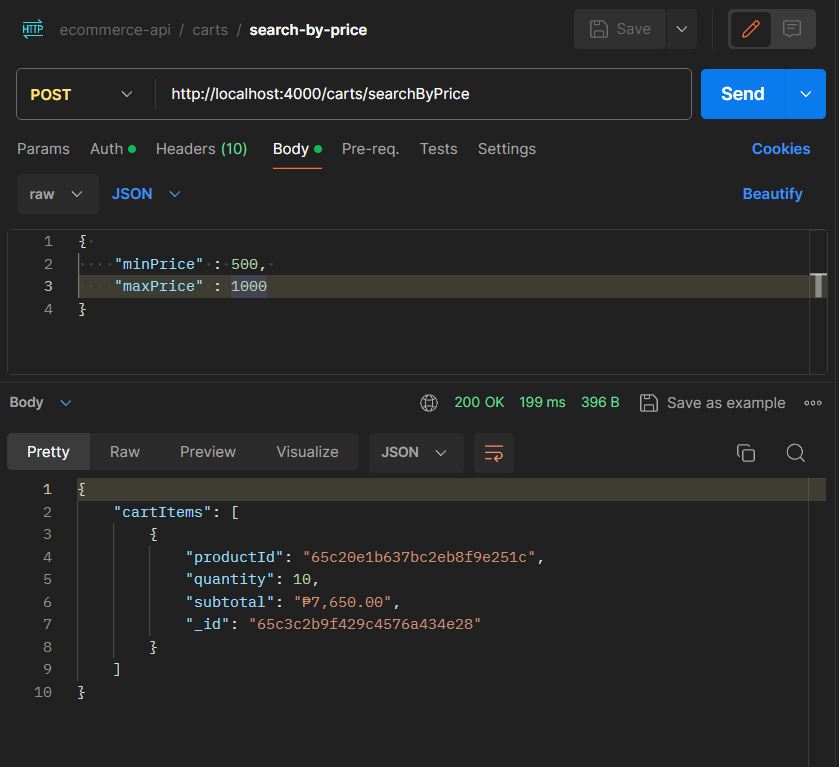 HTTP ecommerce-api / carts / search-by-price Save
POST http://localhost:4000/carts/searchByPrice Send
Params Auth Headers (10) Body Pre-req. Tests Settings Cookies
raw JSON Beautify
1 {
2 "minPrice" : 500,
3 "maxPrice" : 1000
4 }
Body 200 OK 199 ms 396 B Save as example
Pretty Raw Preview Visualize JSON
1 {
2 "cartItems": [
3 {
4 "productId": "65c20e1b637bc2eb8f9e251c",
5 "quantity": 10,
6 "subtotal": "₱7,650.00",
7 "_id": "65c3c2b9f429c4576a434e28"
8 }
9 ]
10 }